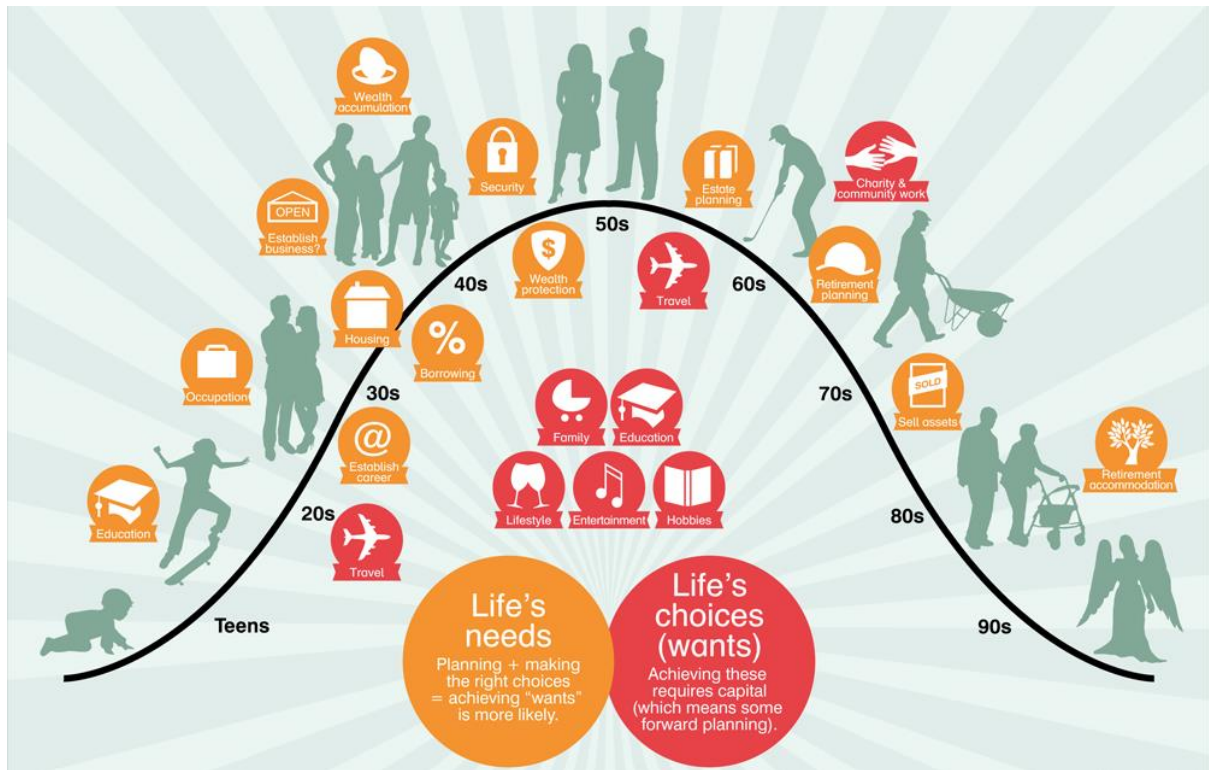 Wealth
accumulation
Security
Estate
planning
Charity &
community work
OPEN
Establish
business?
50s
40s
$
Wealth
protection
Travel
60s
Retirement
planning
Housing
%
Borrowing
Occupation
30s
Family
Education
70s
SOLD
Sell assets
@
Establish
career
Education
20s
Lifestyle
Entertainment
Hobbies
80s
Retirement
accommodation
Travel
Teens
Life's
needs
Planning + making
the right choices
= achieving “wants”
is more likely.
Life's
choices
(wants)
Achieving these
requires capital
(which means some
forward planning).
90s